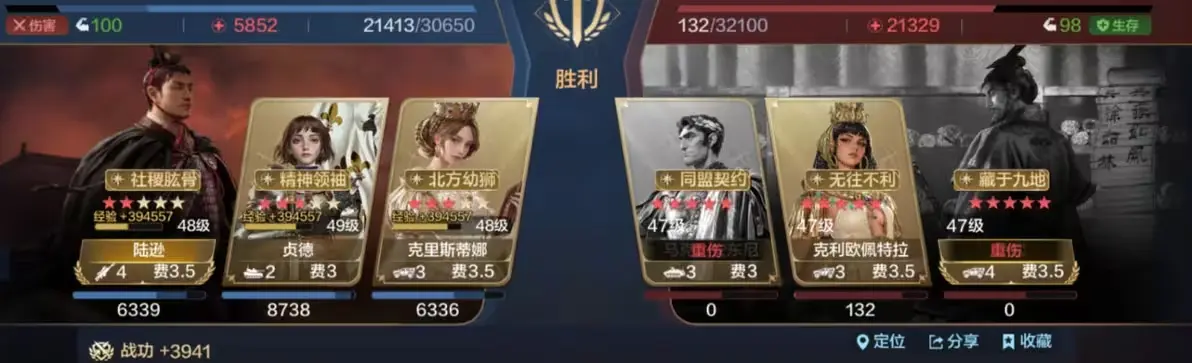 伤害 100 5852 21413/30650
132/32100 21329 98 生存
胜利
社稷肱骨 精神领袖 北方幼狮 同盟契约 无往不利 藏于九地
经验 +394557 经验 +394557 经验 +394557
48级 49级 48级 47级 47级 47级
陆逊 贞德 克里斯蒂娜 重伤 克利欧佩特拉 重伤
4 费3.5 2 费3 3 费3.5 3 费3 3 费3.5 4 费3.5
6339 8738 6336 0 132 0
战功 +3941
定位 分享 收藏